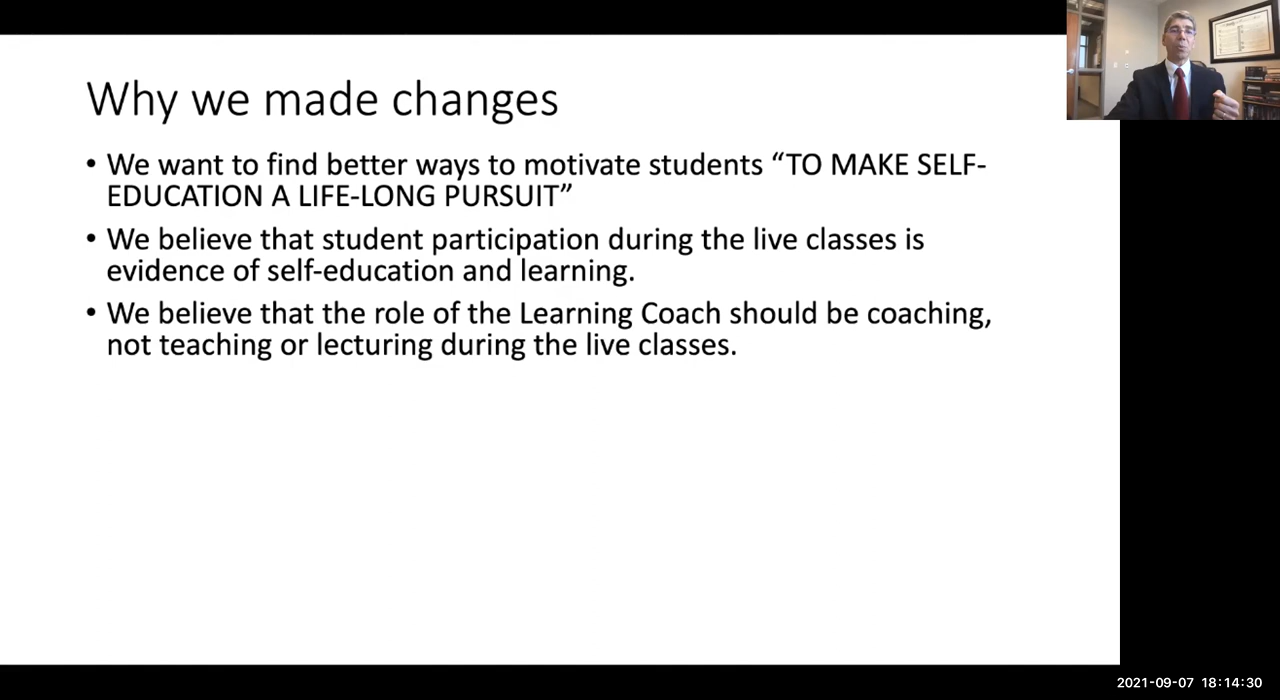 Why we made changes
• We want to find better ways to motivate students “TO MAKE SELF-
EDUCATION A LIFE-LONG PURSUIT”
• We believe that student participation during the live classes is
evidence of self-education and learning.
• We believe that the role of the Learning Coach should be coaching,
not teaching or lecturing during the live classes.
2021-09-07 18:14:30